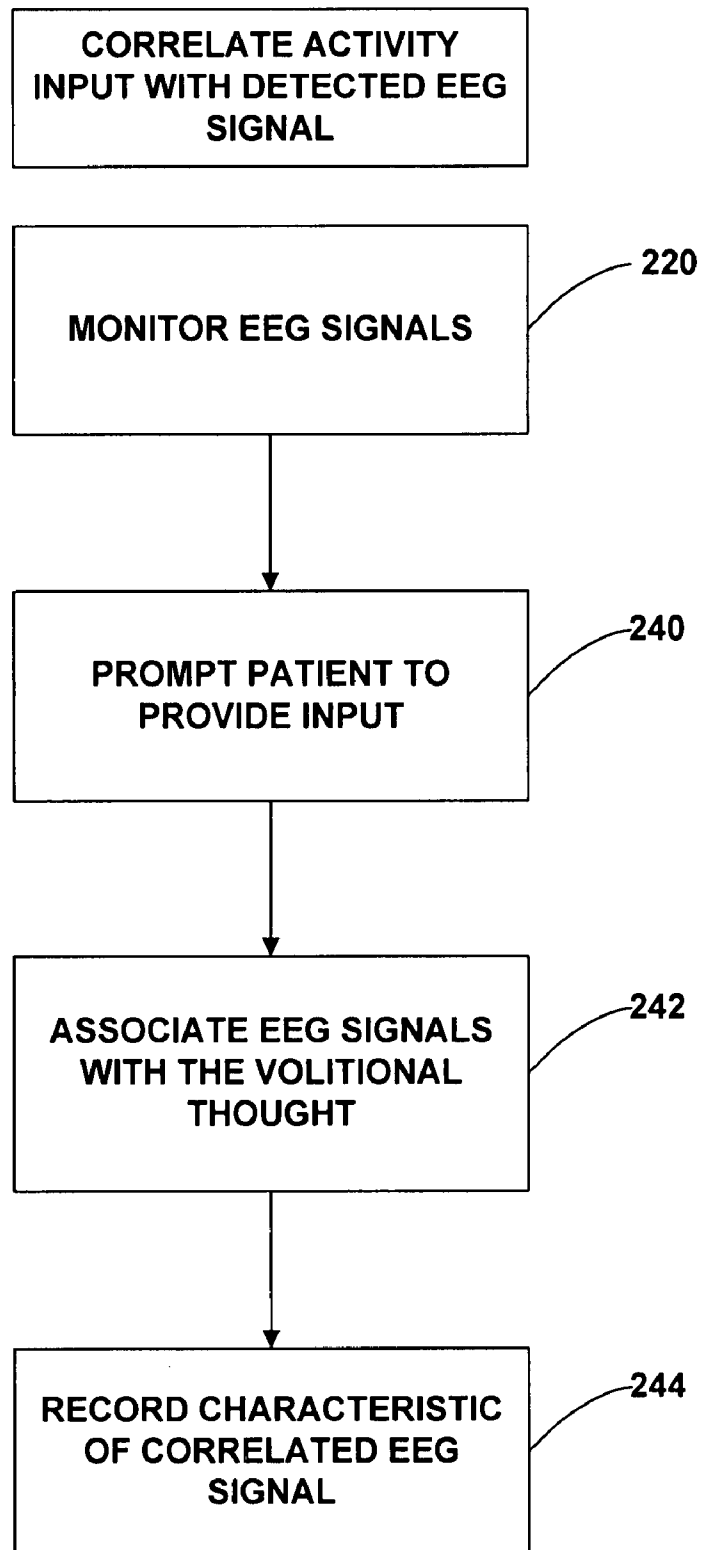 CORRELATE ACTIVITY
INPUT WITH DETECTED EEG
SIGNAL
MONITOR EEG SIGNALS
220
PROMPT PATIENT TO
PROVIDE INPUT
240
ASSOCIATE EEG SIGNALS
WITH THE VOLITIONAL
THOUGHT
242
RECORD CHARACTERISTIC
OF CORRELATED EEG
SIGNAL
244